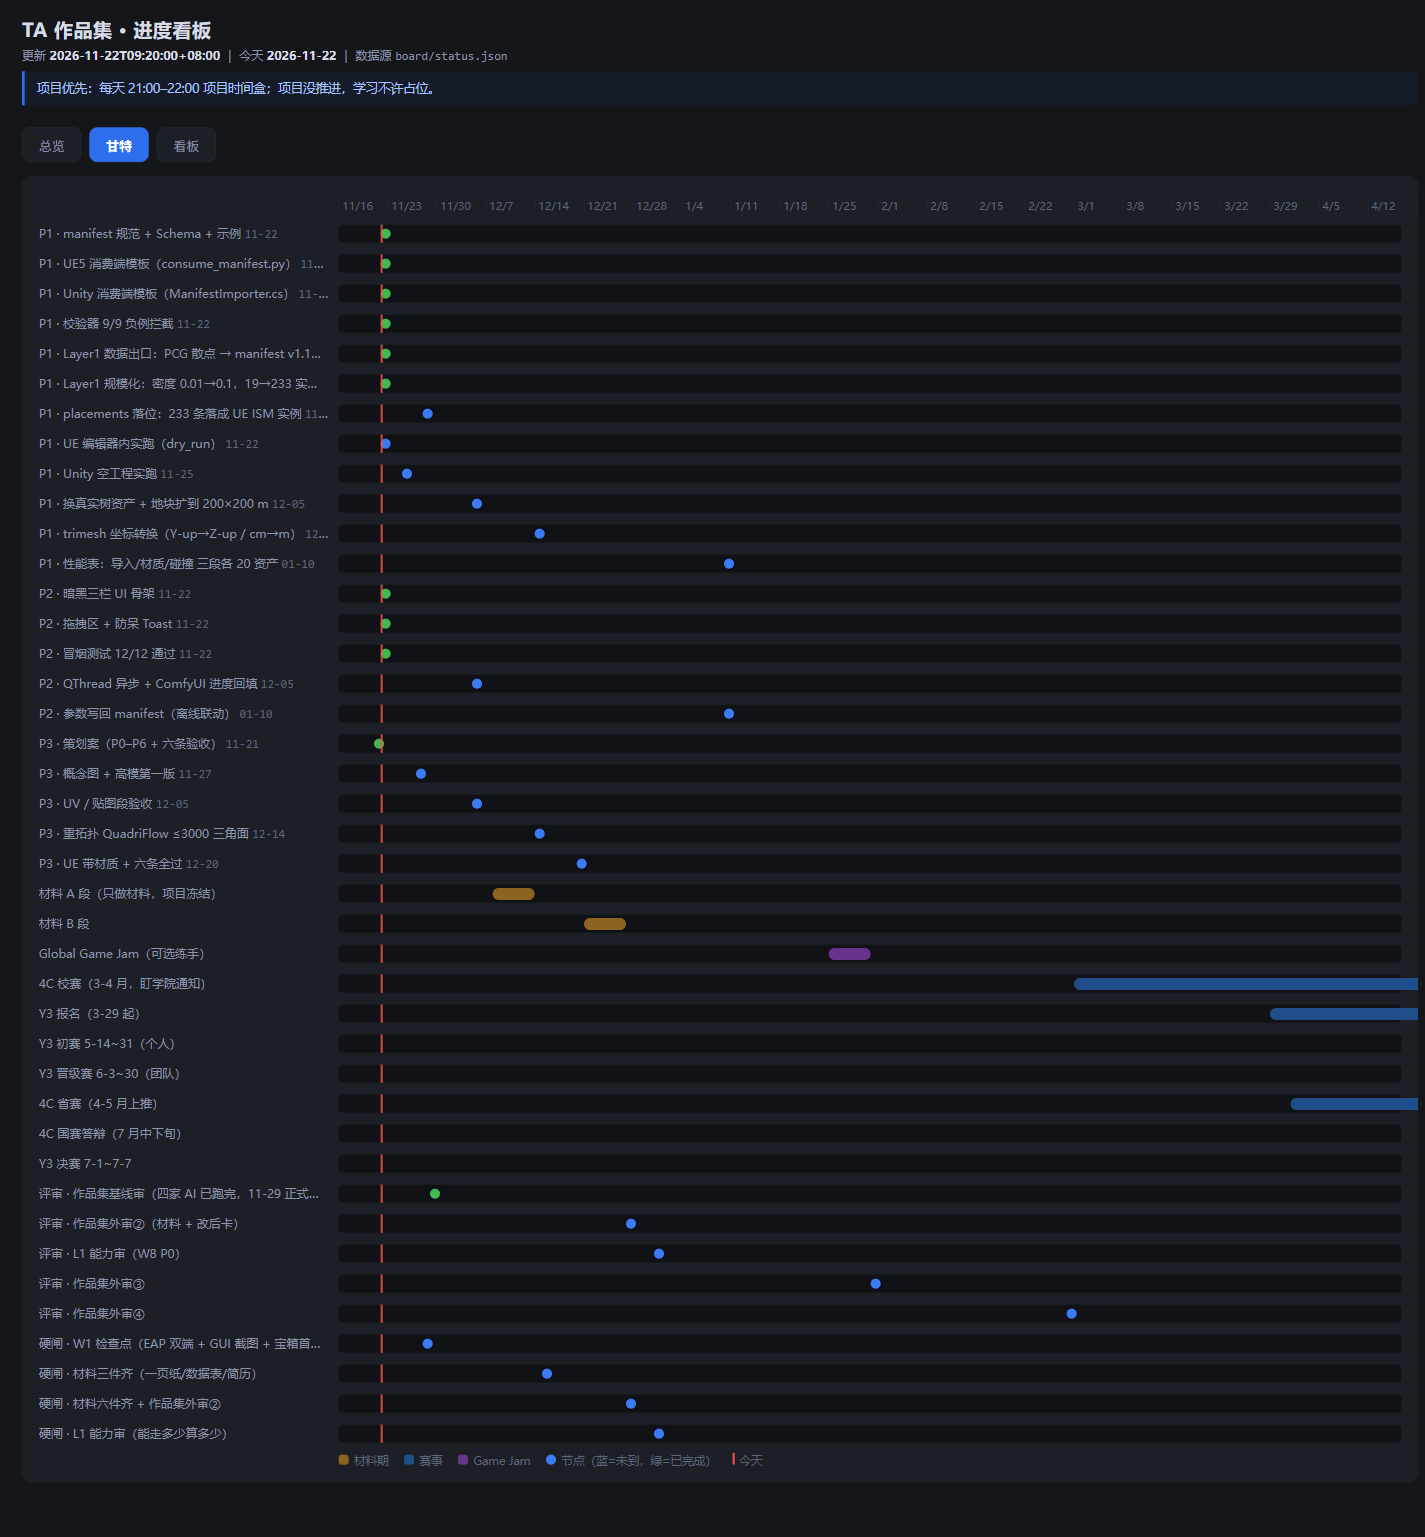 TA 作品集 • 进度看板
更新 2026-11-22T09:20:00+08:00 | 今天 2026-11-22 | 数据源 board/status.json
项目优先：每天 21:00–22:00 项目时间盒；项目没推进，学习不许占位。
总览 甘特 看板
11/16 11/23 11/30 12/7 12/14 12/21 12/28 1/4 1/11 1/18 1/25 2/1 2/8 2/15 2/22 3/1 3/8 3/15 3/22 3/29 4/5 4/12
P1 · manifest 规范 + Schema + 示例 11-22
P1 · UE5 消费端模板（consume_manifest.py） 11...
P1 · Unity 消费端模板（ManifestImporter.cs） 11-...
P1 · 校验器 9/9 负例拦截 11-22
P1 · Layer1 数据出口：PCG 散点 → manifest v1.1...
P1 · Layer1 规模化：密度 0.01→0.1，19→233 实...
P1 · placements 落位：233 条落成 UE ISM 实例 11...
P1 · UE 编辑器内实跑（dry_run） 11-22
P1 · Unity 空工程实跑 11-25
P1 · 换真实树资产 + 地块扩到 200×200 m 12-05
P1 · trimesh 坐标转换（Y-up→Z-up / cm→m） 12...
P1 · 性能表：导入/材质/碰撞 三段各 20 资产 01-10
P2 · 暗黑三栏 UI 骨架 11-22
P2 · 拖拽区 + 防呆 Toast 11-22
P2 · 冒烟测试 12/12 通过 11-22
P2 · QThread 异步 + ComfyUI 进度回填 12-05
P2 · 参数写回 manifest（离线联动） 01-10
P3 · 策划案（P0–P6 + 六条验收） 11-21
P3 · 概念图 + 高模第一版 11-27
P3 · UV / 贴图段验收 12-05
P3 · 重拓扑 QuadriFlow ≤3000 三角面 12-14
P3 · UE 带材质 + 六条全过 12-20
材料 A 段（只做材料，项目冻结）
材料 B 段
Global Game Jam（可选练手）
4C 校赛（3-4 月，盯学院通知）
Y3 报名（3-29 起）
Y3 初赛 5-14~31（个人）
Y3 晋级赛 6-3~30（团队）
4C 省赛（4-5 月上推）
4C 国赛答辩（7 月中下旬）
Y3 决赛 7-1~7-7
评审 · 作品集基线审（四家 AI 已跑完，11-29 正式...
评审 · 作品集外审②（材料 + 改后卡）
评审 · L1 能力审（W8 P0）
评审 · 作品集外审③
评审 · 作品集外审④
硬闸 · W1 检查点（EAP 双端 + GUI 截图 + 宝箱首...
硬闸 · 材料三件齐（一页纸/数据表/简历）
硬闸 · 材料六件齐 + 作品集外审②
硬闸 · L1 能力审（能走多少算多少）
材料期 赛事 Game Jam 节点（蓝=未到，绿=已完成） 今天